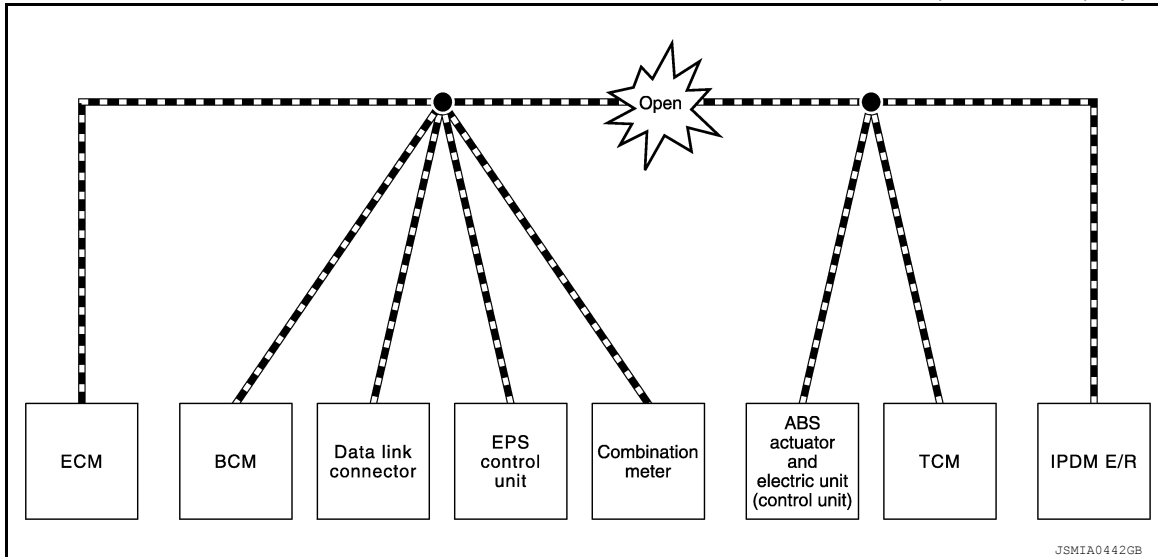 Open
ECM
BCM
Data link
connector
EPS
control
unit
Combination
meter
ABS
actuator
and
electric unit
(control unit)
TCM
IPDM E/R
JSMIA0442GB